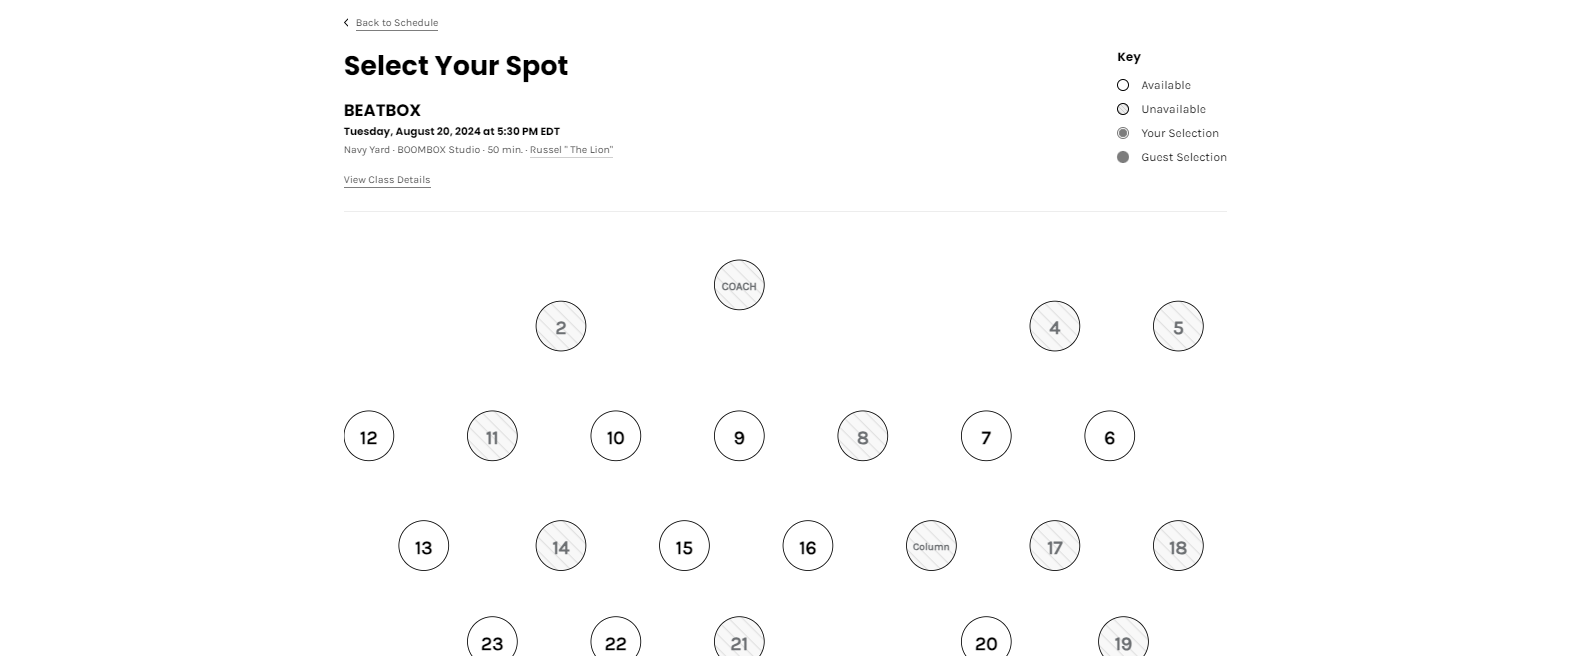 Back to Schedule
Select Your Spot
BEATBOX
Tuesday, August 20, 2024 at 5:30 PM EDT
Navy Yard · BOOMBOX Studio · 50 min. · Russel " The Lion"
View Class Details
Key
Available
Unavailable
Your Selection
Guest Selection
COACH
2 4 5
12 11 10 9 8 7 6
13 14 15 16 Column 17 18
23 22 21 20 19